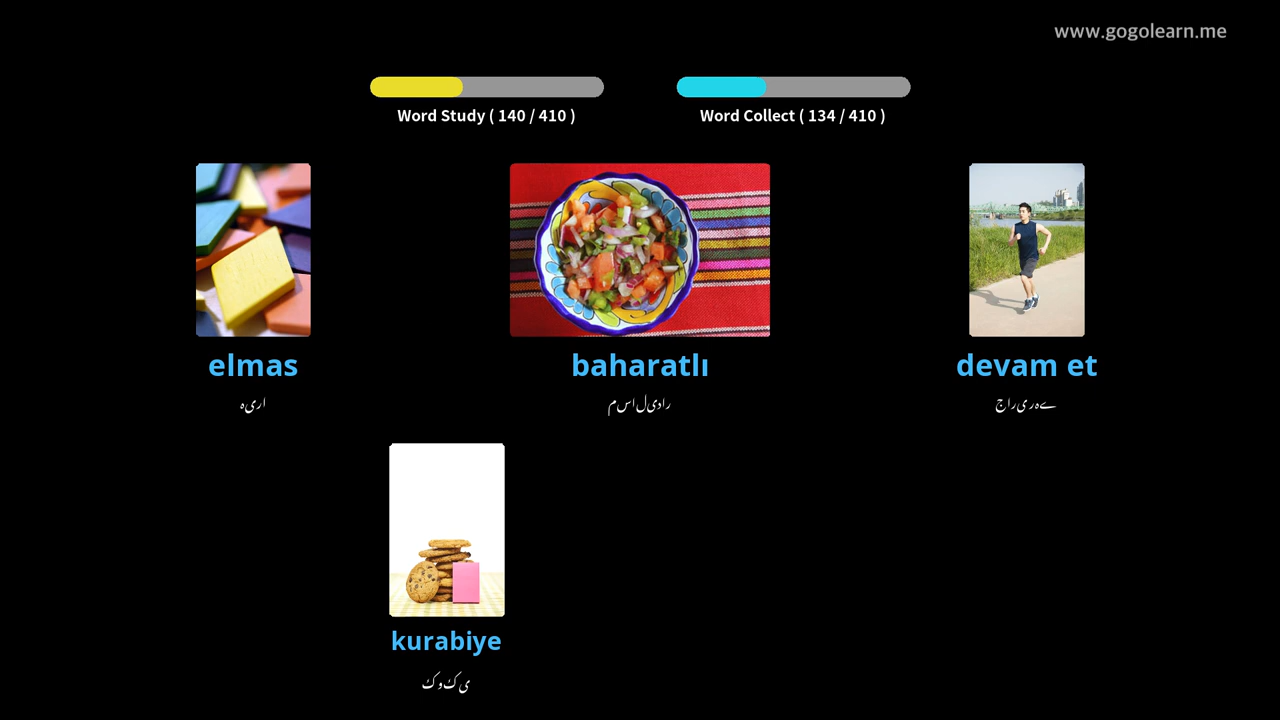 www.gogolearn.me
Word Study ( 140 / 410 )
Word Collect ( 134 / 410 )
elmas
baharatlı
devam et
اریہ
رادیلاسم
ےہریراج
kurabiye
یکوک